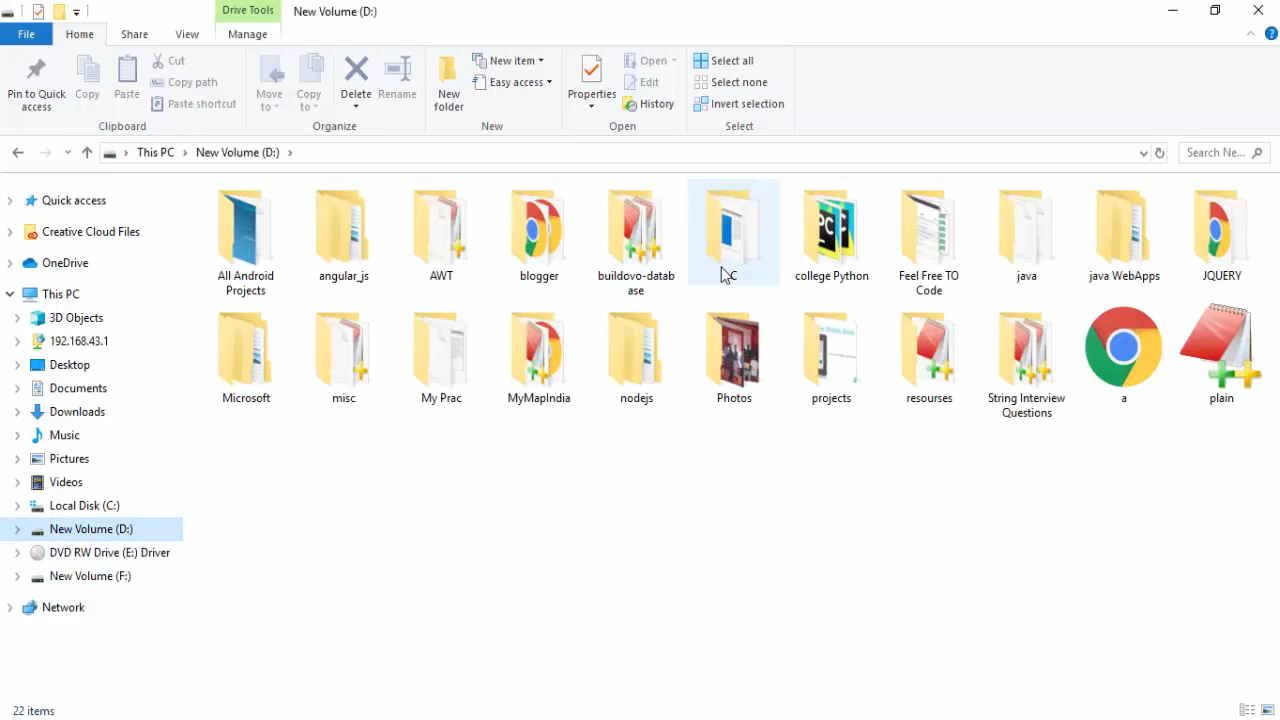 Drive Tools
New Volume (D:)
File
Home
Share
View
Manage
Pin to Quick
access
Copy
Paste
Cut
Copy path
Paste shortcut
Clipboard
Move
to
Copy
to
Delete
Rename
Organize
New
folder
New item
Easy access
New
Properties
Open
Edit
History
Open
Select all
Select none
Invert selection
Select
This PC
New Volume (D:)
Search Ne...
Quick access
Creative Cloud Files
OneDrive
This PC
3D Objects
192.168.43.1
Desktop
Documents
Downloads
Music
Pictures
Videos
Local Disk (C:)
New Volume (D:)
DVD RW Drive (E:) Driver
New Volume (F:)
Network
All Android
Projects
angular_js
AWT
blogger
buildovo-datab
ase
college Python
Feel Free TO
Code
java
java WebApps
JQUERY
Microsoft
misc
My Prac
MyMapIndia
nodejs
Photos
projects
resourses
String Interview
Questions
a
plain
22 items